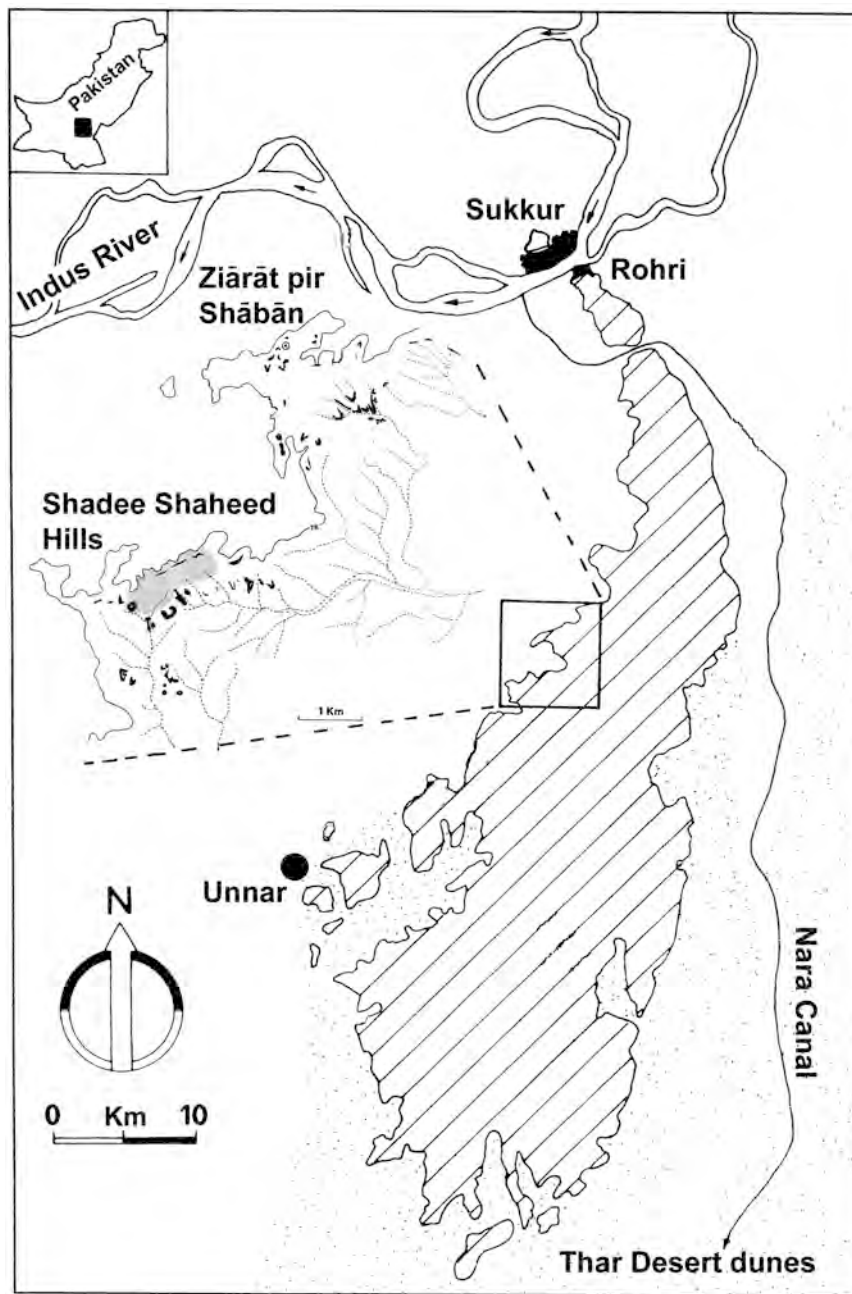 Pakistan
Sukkur
Rohri
Indus River
Ziārāt pir
Shābān
Shadee Shaheed
Hills
1 Km
Unnar
N
0 Km 10
Nara Canal
Thar Desert dunes